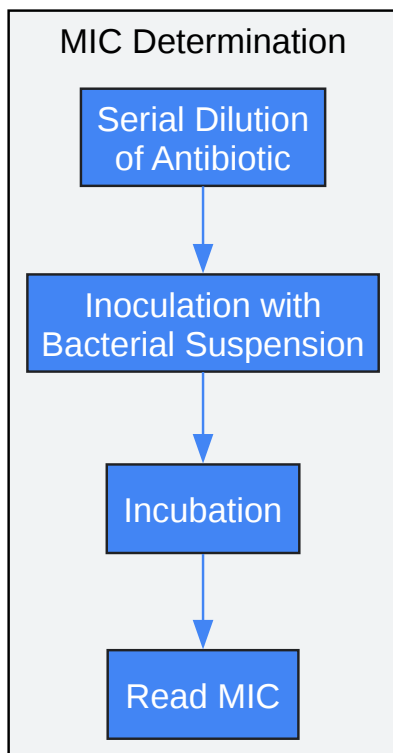 MIC Determination
Serial Dilution
of Antibiotic
Inoculation with
Bacterial Suspension
Incubation
Read MIC